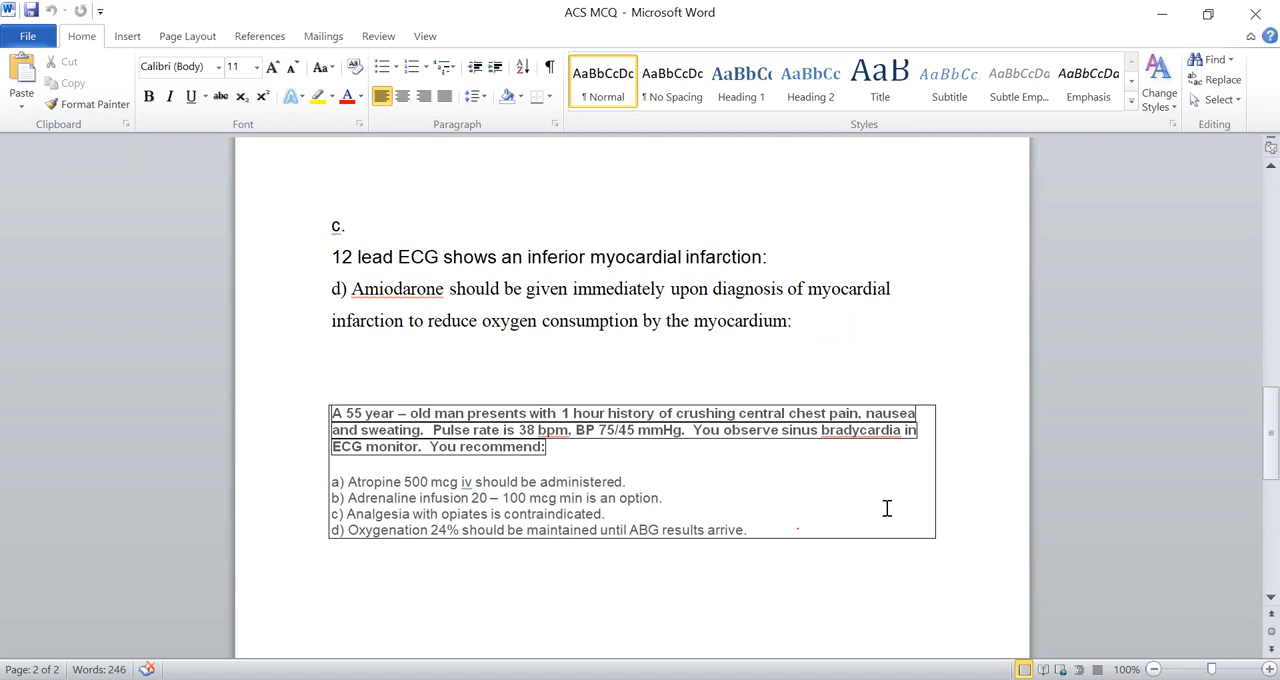 ACS MCQ - Microsoft Word
File Home Insert Page Layout References Mailings Review View
Paste
Cut
Copy
Format Painter
Clipboard
Calibri (Body) 11 Aa
B I U abc x₂ x² A A
Font
Paragraph
AaBbCcDc AaBbCcDc AaBbCc AaBbCc AaB AaBbCc. AaBbCcDc AaBbCcDc
¶ Normal ¶ No Spacing Heading 1 Heading 2 Title Subtitle Subtle Emp... Emphasis
Change Styles
Styles
Find
Replace
Select
Editing
c.
12 lead ECG shows an inferior myocardial infarction:
d) Amiodarone should be given immediately upon diagnosis of myocardial
infarction to reduce oxygen consumption by the myocardium:
A 55 year – old man presents with 1 hour history of crushing central chest pain, nausea
and sweating. Pulse rate is 38 bpm, BP 75/45 mmHg. You observe sinus bradycardia in
ECG monitor. You recommend:
a) Atropine 500 mcg iv should be administered.
b) Adrenaline infusion 20 – 100 mcg min is an option.
c) Analgesia with opiates is contraindicated.
d) Oxygenation 24% should be maintained until ABG results arrive.
Page: 2 of 2 Words: 246 100%